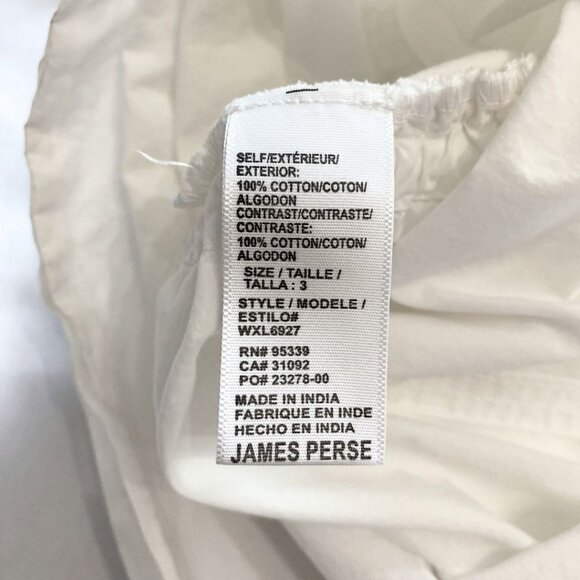 SELF/EXTÉRIEUR/
EXTERIOR:
100% COTTON/COTON/
ALGODON
CONTRAST/CONTRASTE/
CONTRASTE:
100% COTTON/COTON/
ALGODON
SIZE / TAILLE /
TALLA : 3
STYLE / MODELE /
ESTILO#
WXL6927
RN# 95339
CA# 31092
PO# 23278-00
MADE IN INDIA
FABRIQUE EN INDE
HECHO EN INDIA
JAMES PERSE